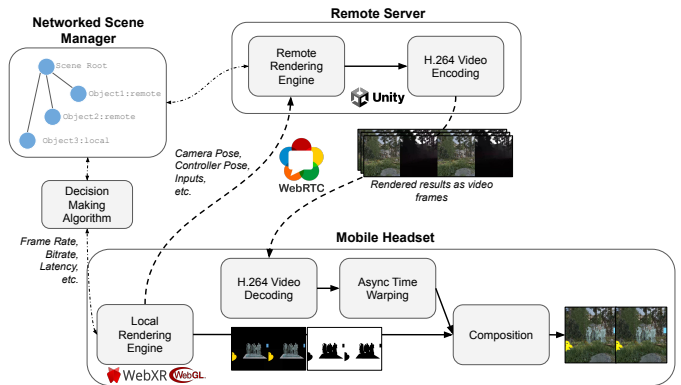 Networked Scene
Manager
Scene Root
Object1:remote
Object2:remote
Object3:local
Decision
Making
Algorithm
Frame Rate,
Bitrate,
Latency,
etc.
Remote Server
Remote
Rendering
Engine
H.264 Video
Encoding
Unity
Camera Pose,
Controller Pose,
Inputs,
etc.
WebRTC
Rendered results as video
frames
Mobile Headset
H.264 Video
Decoding
Async Time
Warping
Local
Rendering
Engine
Composition
WebXR
WebGL